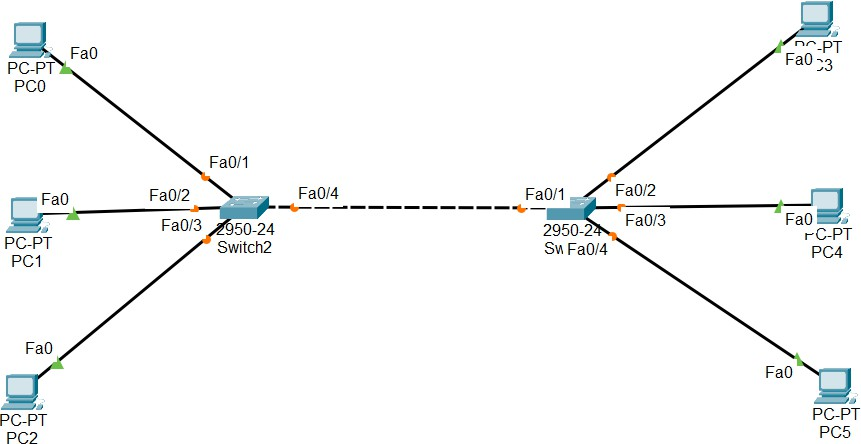 Fa0
PC-PT
PC0
Fa0/1
Fa0
PC-PT
PC1
Fa0/2
Fa0/3
2950-24
Switch2
Fa0/4
Fa0
PC-PT
PC2
Fa0/1
2950-24
Fa0/4
Fa0/2
Fa0/3
Fa0
Fa0
PC-PT
PC4
Fa0
PC-PT
PC5